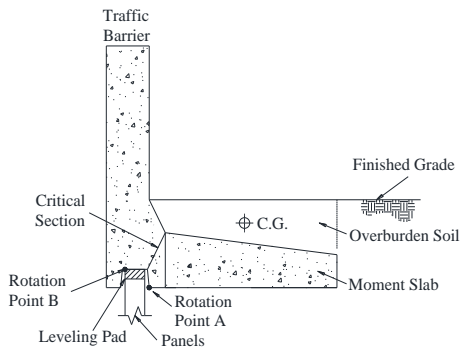 Traffic
Barrier
Finished Grade
Critical
Section
C.G.
Overburden Soil
Rotation
Point B
Moment Slab
Rotation
Point A
Leveling Pad
Panels